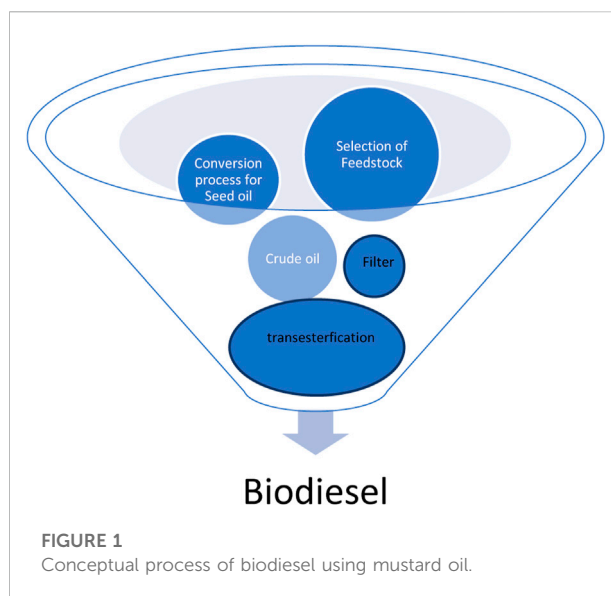 Selection of
Feedstock
Conversion
process for
Seed oil
Crude oil
Filter
transesterfication
Biodiesel
FIGURE 1
Conceptual process of biodiesel using mustard oil.